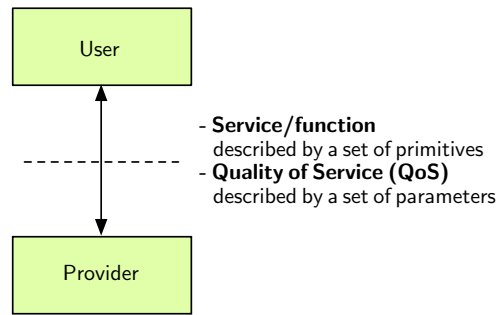 User
- Service/function
described by a set of primitives
- Quality of Service (QoS)
described by a set of parameters
Provider